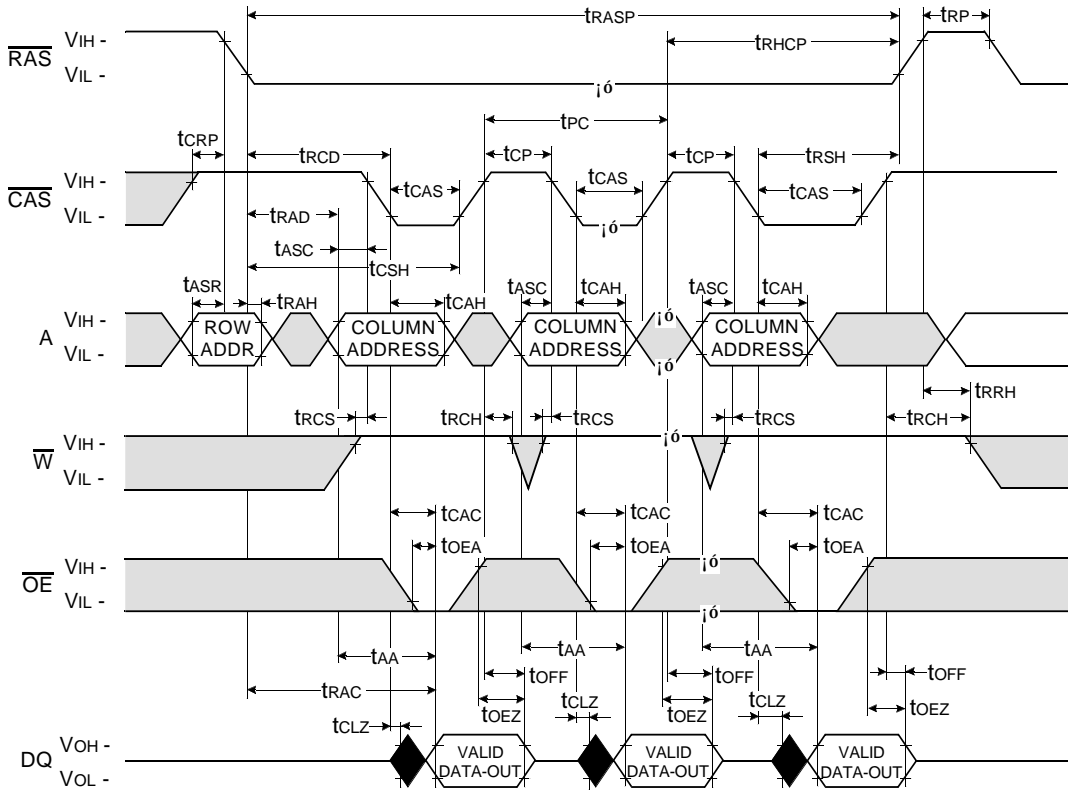 tRASP tRP
RAS VIH - tRHCP
VIL - ¡ó
tPC
tCRP tRCD tCP tCP tRSH
CAS VIH - tCAS tCAS tCAS
VIL - ¡ó
tRAD
tASC tCSH
tASR tRAH tCAH tASC tCAH tASC tCAH
A VIH - ROW COLUMN COLUMN ¡ó COLUMN
VIL - ADDR ADDRESS ADDRESS ¡ó ADDRESS
tRRH
tRCS tRCH tRCS tRCS tRCH
W VIH - ¡ó
VIL -
tCAC tCAC tCAC
tOEA tOEA tOEA
OE VIH - ¡ó
VIL - ¡ó
tAA tAA tAA
tOFF tOFF tOFF
tRAC
tCLZ tOEZ tCLZ tOEZ tCLZ tOEZ
DQ VOH - VALID VALID VALID
VOL - DATA-OUT DATA-OUT DATA-OUT